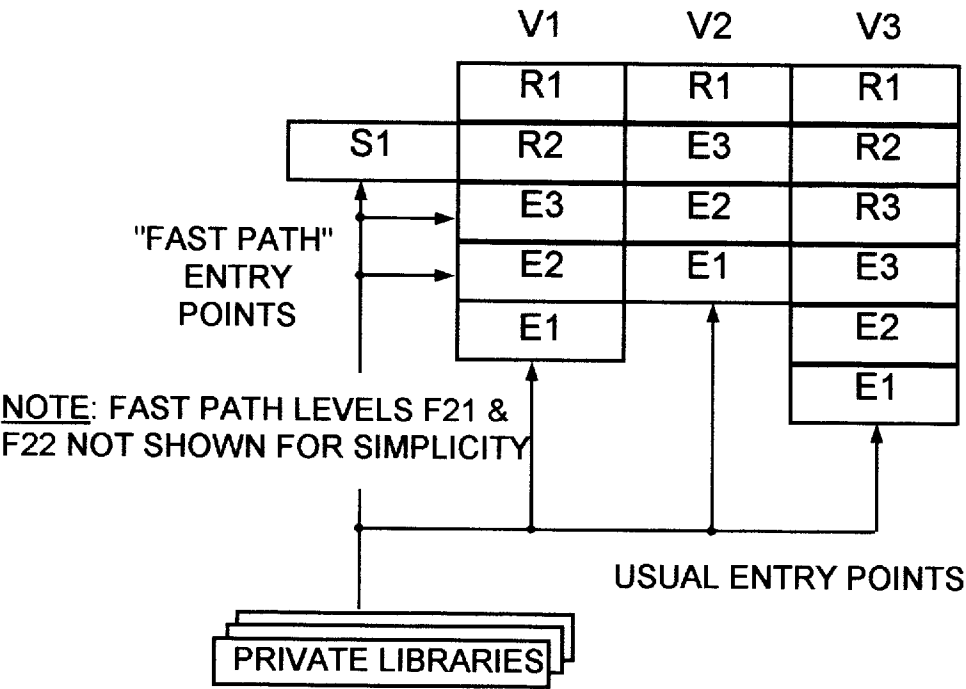 V1 V2 V3
R1 R1 R1
S1 R2 E3 R2
E3 E2 R3
"FAST PATH"
ENTRY
POINTS
E2 E1 E3
E1 E2
E1
NOTE: FAST PATH LEVELS F21 &
F22 NOT SHOWN FOR SIMPLICITY
USUAL ENTRY POINTS
PRIVATE LIBRARIES